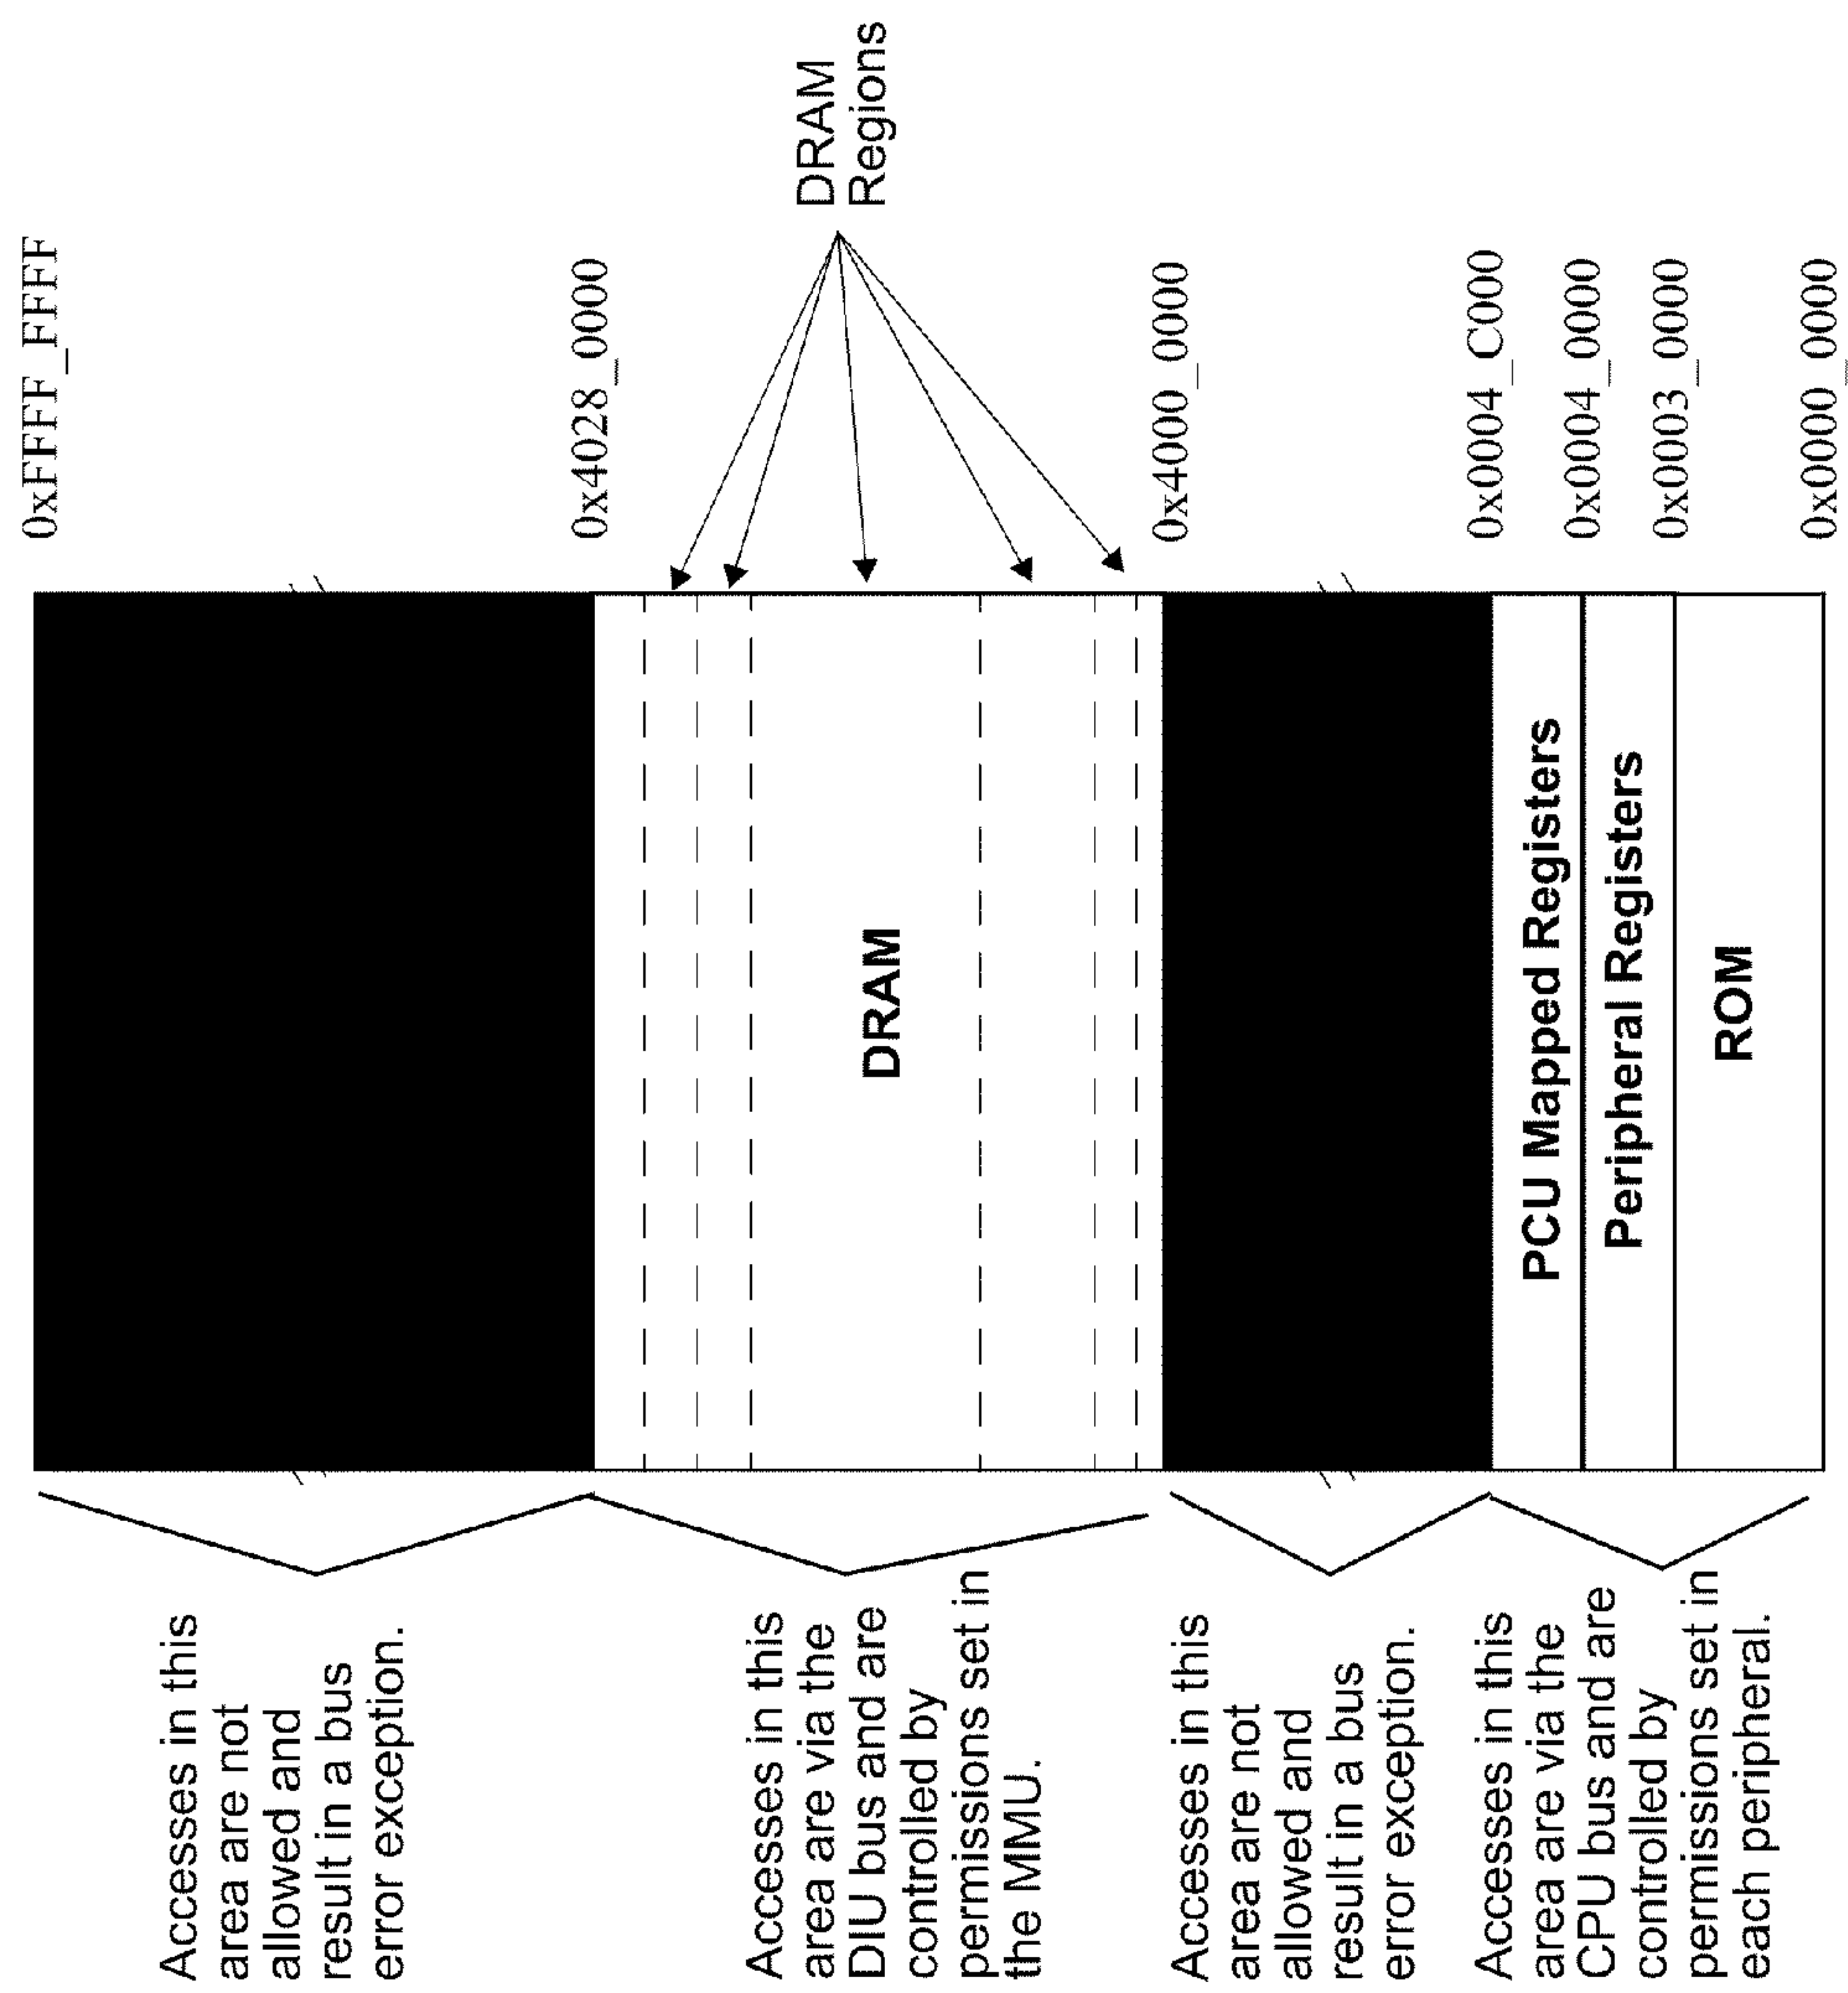 0xFFFF_FFFF
0x4028_0000
DRAM
Regions
0x4000_0000
0x0004_C000
0x0004_0000
0x0003_0000
0x0000_0000
DRAM
PCU Mapped Registers
Peripheral Registers
ROM
Accesses in this
area are not
allowed and
result in a bus
error exception.
Accesses in this
area are via the
DIU bus and are
controlled by
permissions set in
the MMU.
Accesses in this
area are not
allowed and
result in a bus
error exception.
Accesses in this
area are via the
CPU bus and are
controlled by
permissions set in
each peripheral.